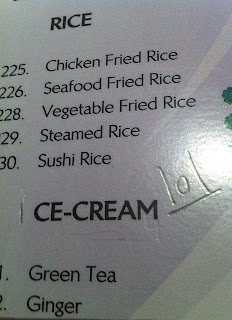 RICE
225. Chicken Fried Rice
226. Seafood Fried Rice
228. Vegetable Fried Rice
229. Steamed Rice
30. Sushi Rice
lol
CE-CREAM
1. Green Tea
2. Ginger